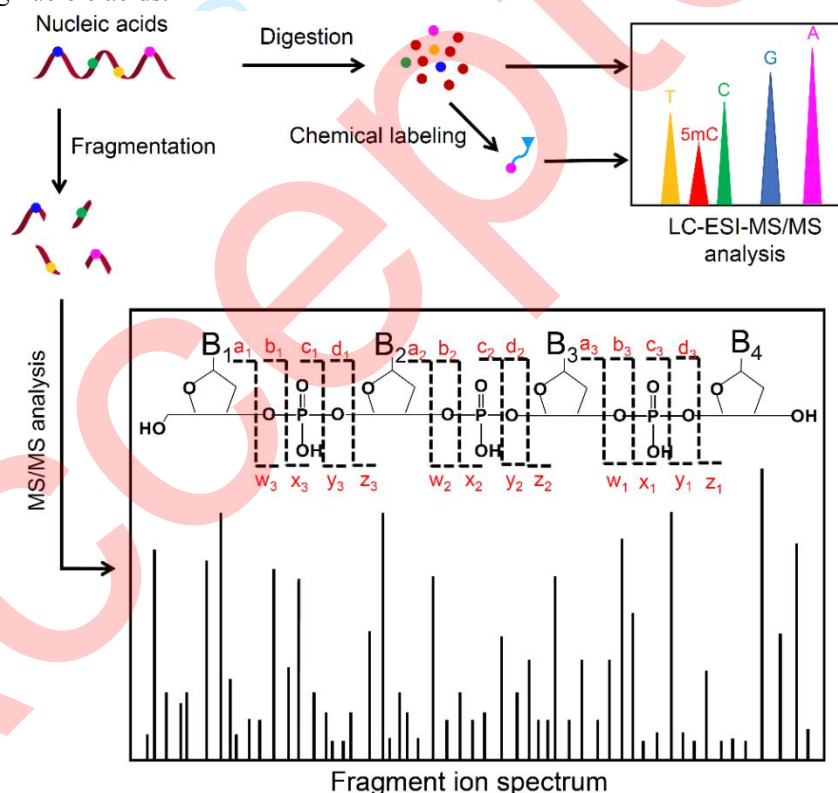 Nucleic acids
Digestion
Chemical labeling
Fragmentation
T
5mC
C
G
A
LC-ESI-MS/MS
analysis
MS/MS analysis
B1 a1 b1 c1 d1 B2 a2 b2 c2 d2 B3 a3 b3 c3 d3 B4
O O O
HO O P O O P O O P O OH
OH OH OH
w3 x3 y3 z3 w2 x2 y2 z2 w1 x1 y1 z1
Fragment ion spectrum